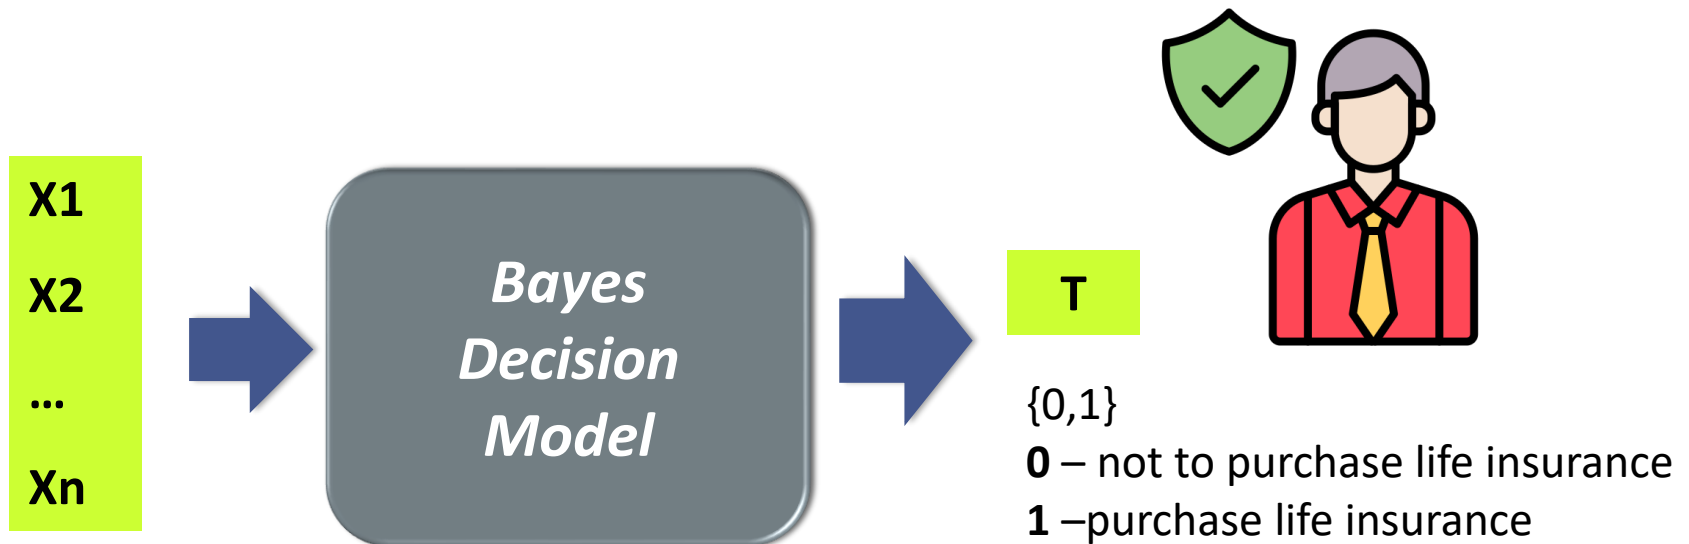 X1
X2
...
Xn
Bayes
Decision
Model
T
{0,1}
0 – not to purchase life insurance
1 –purchase life insurance